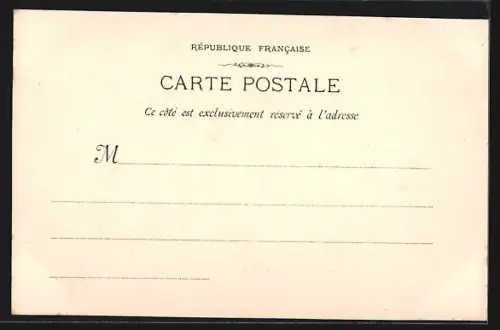 RÉPUBLIQUE FRANÇAISE
CARTE POSTALE
Ce côté est exclusivement réservé à l'adresse
M